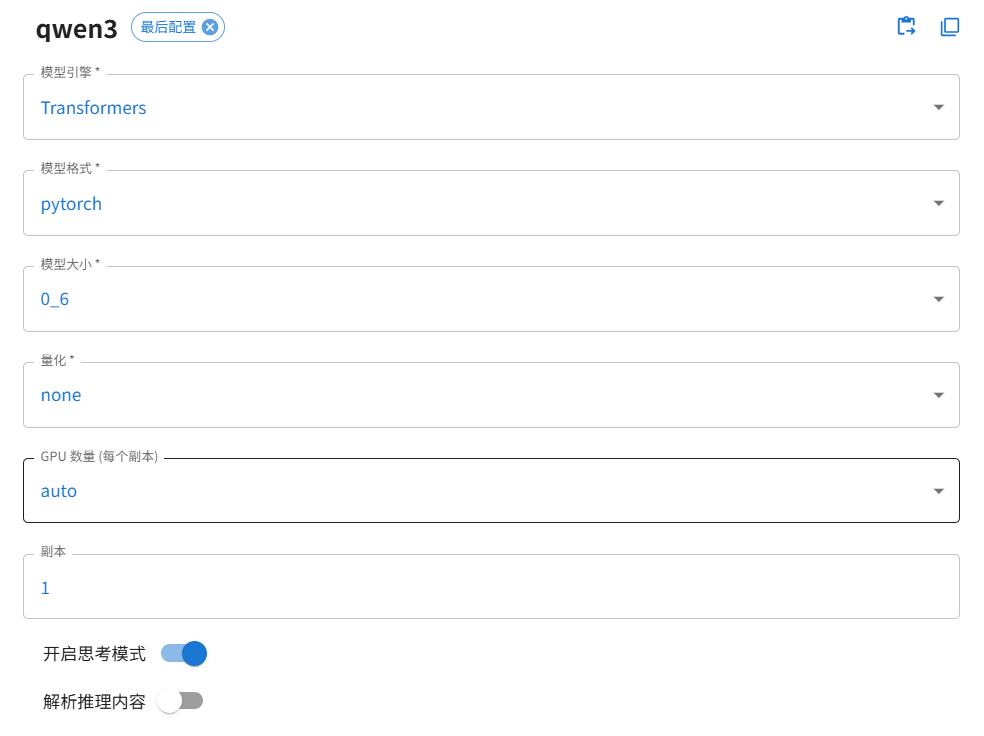 qwen3 最后配置
模型引擎 *
Transformers
模型格式 *
pytorch
模型大小 *
0_6
量化 *
none
GPU 数量 (每个副本)
auto
副本
1
开启思考模式
解析推理内容